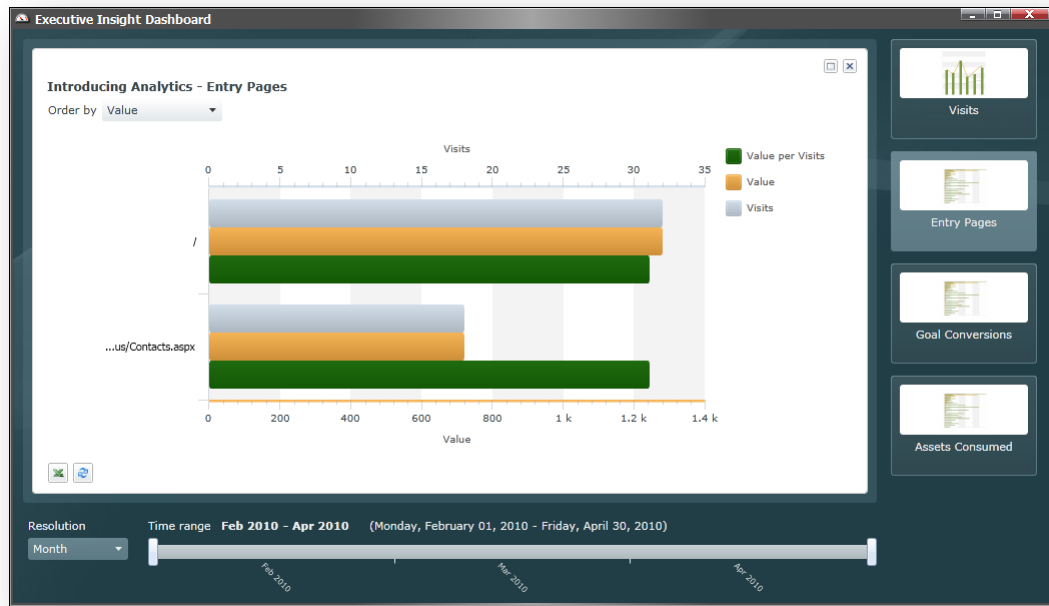 Executive Insight Dashboard
Introducing Analytics - Entry Pages
Order by Value
Visits
0 5 10 15 20 25 30 35
Value per Visits
Value
Visits
/
...us/Contacts.aspx
0 200 400 600 800 1 k 1.2 k 1.4 k
Value
Visits
Entry Pages
Goal Conversions
Assets Consumed
Resolution
Month
Time range Feb 2010 - Apr 2010 (Monday, February 01, 2010 - Friday, April 30, 2010)
Feb 2010
Mar 2010
Apr 2010